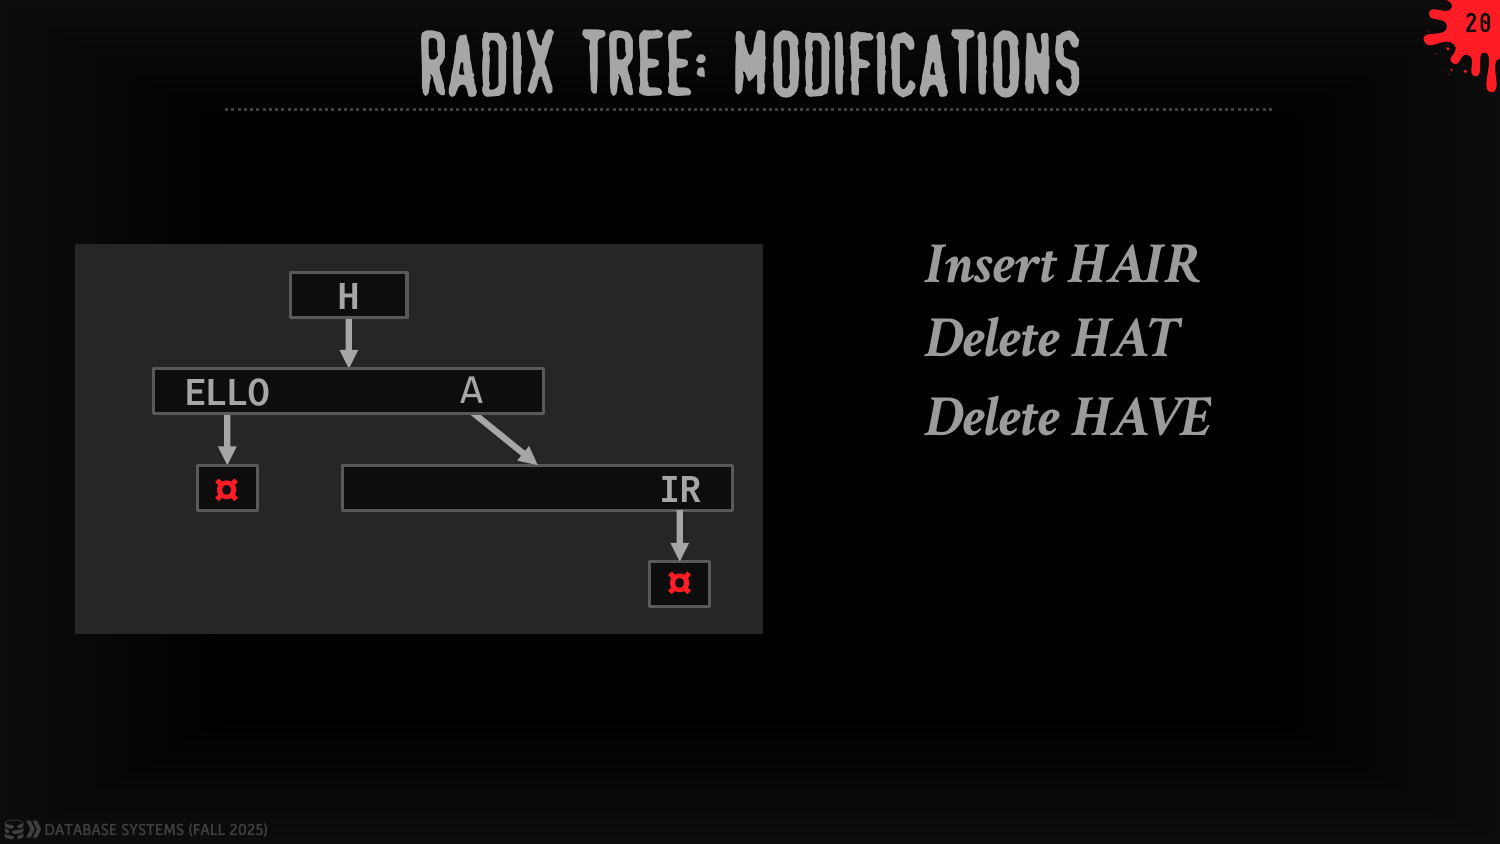 20
RADIX TREE: MODIFICATIONS
Insert HAIR
Delete HAT
Delete HAVE
H
ELLO A
¤ IR
¤
DATABASE SYSTEMS (FALL 2025)